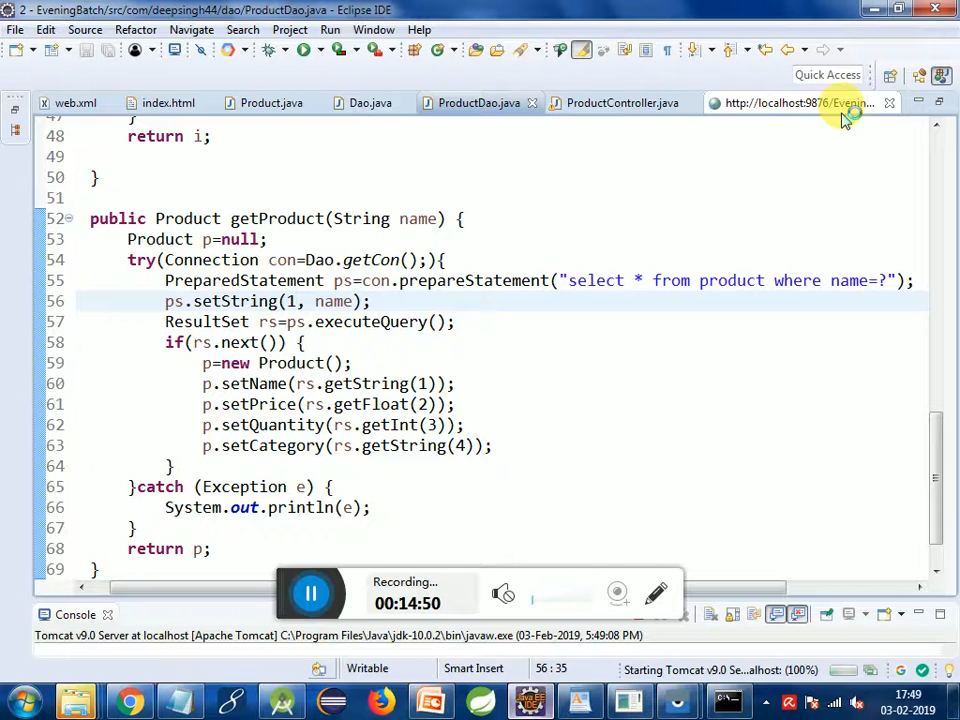 2 - EveningBatch/src/com/deepsingh44/dao/ProductDao.java - Eclipse IDE
File Edit Source Refactor Navigate Search Project Run Window Help
Quick Access
web.xml index.html Product.java Dao.java ProductDao.java ProductController.java http://localhost:9876/Evenin...
47 }
48 return i;
49
50 }
51
52 public Product getProduct(String name) {
53 Product p=null;
54 try(Connection con=Dao.getCon();){
55 PreparedStatement ps=con.prepareStatement("select * from product where name=?");
56 ps.setString(1, name);
57 ResultSet rs=ps.executeQuery();
58 if(rs.next()) {
59 p=new Product();
60 p.setName(rs.getString(1));
61 p.setPrice(rs.getFloat(2));
62 p.setQuantity(rs.getInt(3));
63 p.setCategory(rs.getString(4));
64 }
65 }catch (Exception e) {
66 System.out.println(e);
67 }
68 return p;
69 }
Recording...
00:14:50
Console
Tomcat v9.0 Server at localhost [Apache Tomcat] C:\Program Files\Java\jdk-10.0.2\bin\javaw.exe (03-Feb-2019, 5:49:08 PM)
Writable Smart Insert 56 : 35 Starting Tomcat v9.0 Se...alhost: (100%)
17:49
03-02-2019